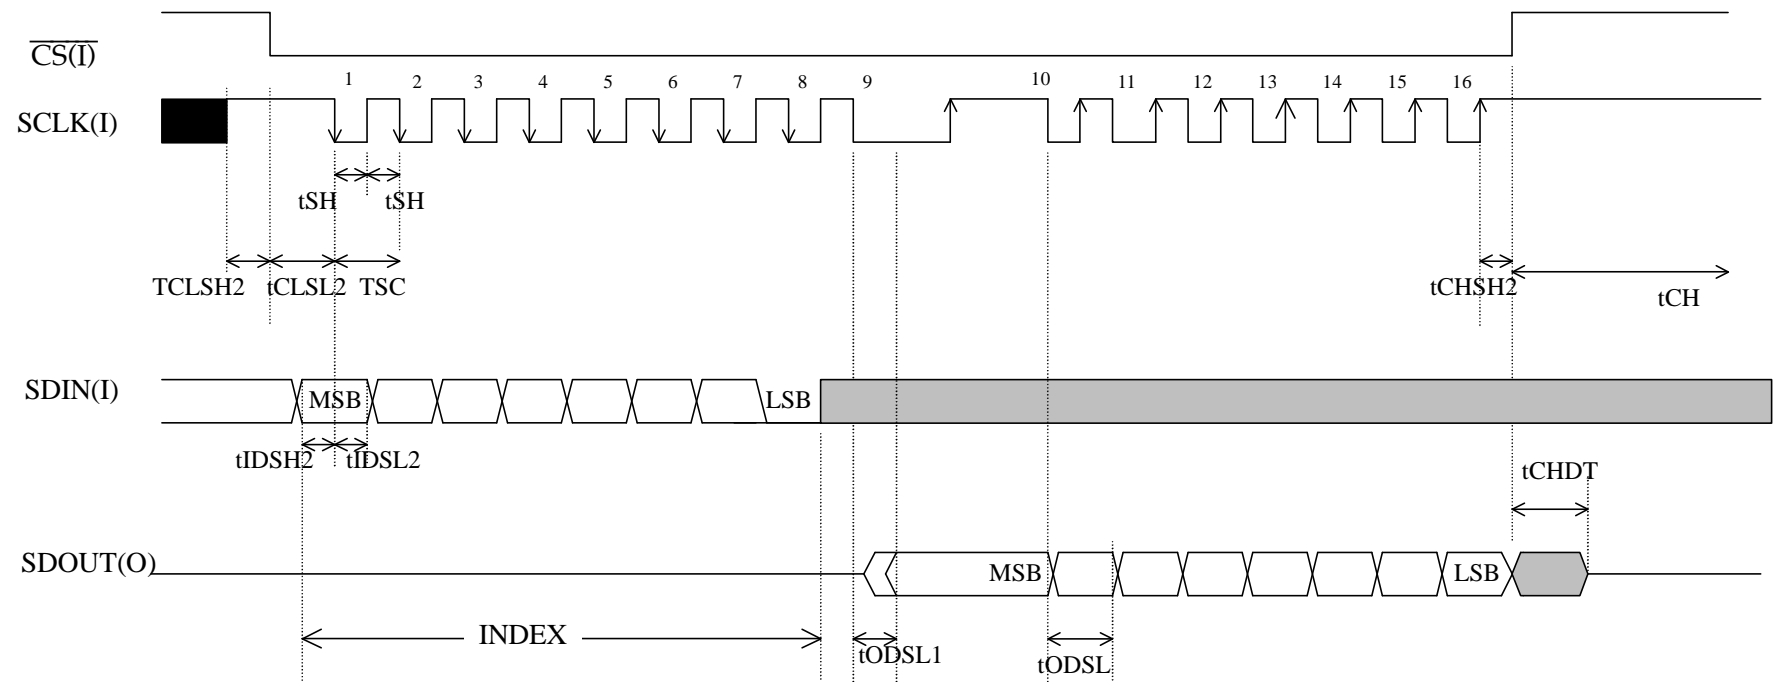 CS(I)
1 2 3 4 5 6 7 8 9 10 11 12 13 14 15 16
SCLK(I)
tSH tSH
TCLSH2 tCLSL2 TSC tCHSH2 tCH
SDIN(I) MSB LSB
tIDSH2 tIDSL2
tCHDT
SDOUT(O) MSB LSB
INDEX
tODSL1 tODSL